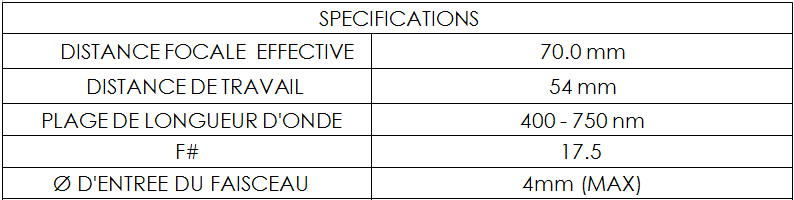 SPECIFICATIONS
DISTANCE FOCALE EFFECTIVE 70.0 mm
DISTANCE DE TRAVAIL 54 mm
PLAGE DE LONGUEUR D'ONDE 400 - 750 nm
F# 17.5
Ø D'ENTREE DU FAISCEAU 4mm (MAX)